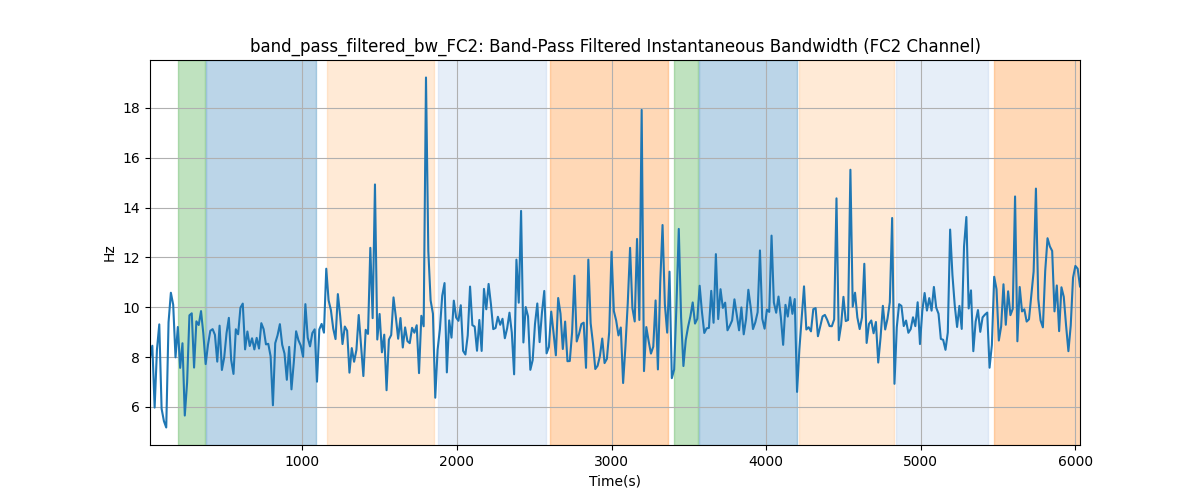 band_pass_filtered_bw_FC2: Band-Pass Filtered Instantaneous Bandwidth (FC2 Channel)
18
16
14
12
10
8
6
Hz
1000 2000 3000 4000 5000 6000
Time(s)